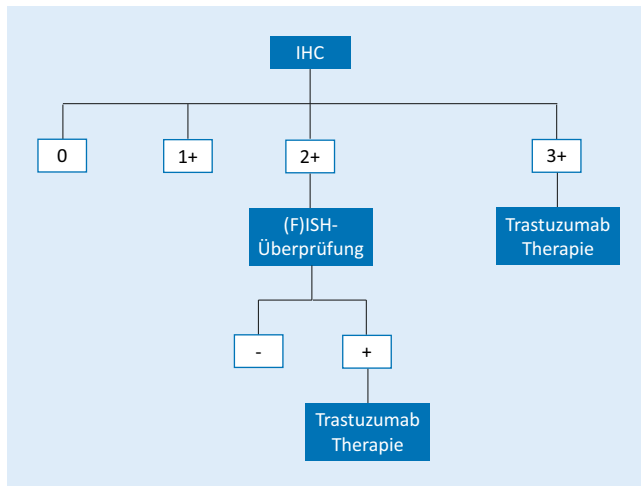 IHC
0
1+
2+
3+
(F)ISH-
Überprüfung
Trastuzumab
Therapie
-
+
Trastuzumab
Therapie